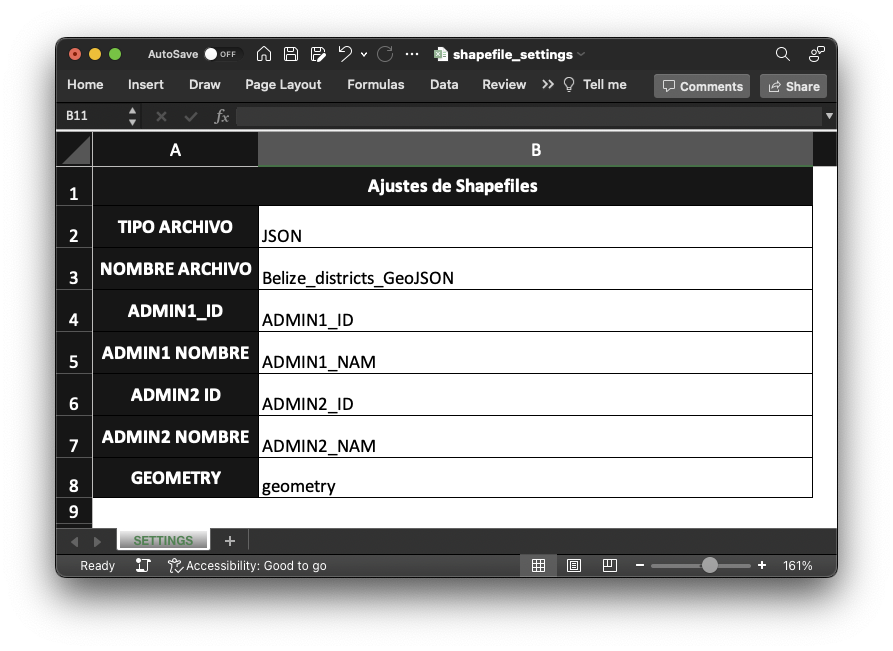 AutoSave OFF shapefile_settings
Home Insert Draw Page Layout Formulas Data Review Tell me Comments Share
B11 fx
A B
1 Ajustes de Shapefiles
2 TIPO ARCHIVO JSON
3 NOMBRE ARCHIVO Belize_districts_GeoJSON
4 ADMIN1_ID ADMIN1_ID
5 ADMIN1 NOMBRE ADMIN1_NAM
6 ADMIN2 ID ADMIN2_ID
7 ADMIN2 NOMBRE ADMIN2_NAM
8 GEOMETRY geometry
9
SETTINGS
Ready Accessibility: Good to go 161%